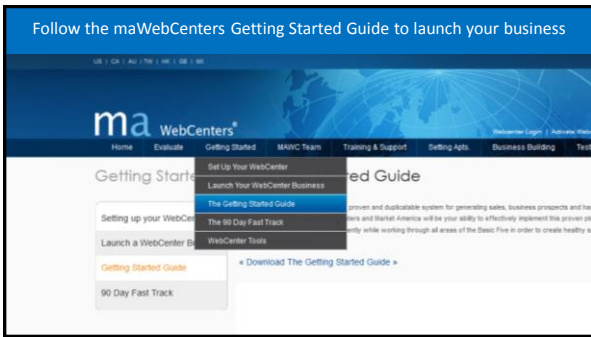 Follow the maWebCenters Getting Started Guide to launch your business
US | CA | AU | TW | HK | GB | MX
ma WebCenters®
Webcenter Login | Activate Web
Home Evaluate Getting Started MAWC Team Training & Support Setting Apts. Business Building Test
Set Up Your WebCenter
Launch Your WebCenter Business
The Getting Started Guide
The 90 Day Fast Track
WebCenter Tools
Getting Starte ted Guide
proven and duplicatable system for generating sales, business prospects and ha
ters and Market America will be your ability to effectively implement this proven pl
ently while working through all areas of the Basic Five in order to create healthy s
Setting up your WebCen
Launch a WebCenter B
Getting Started Guide
90 Day Fast Track
« Download The Getting Started Guide »